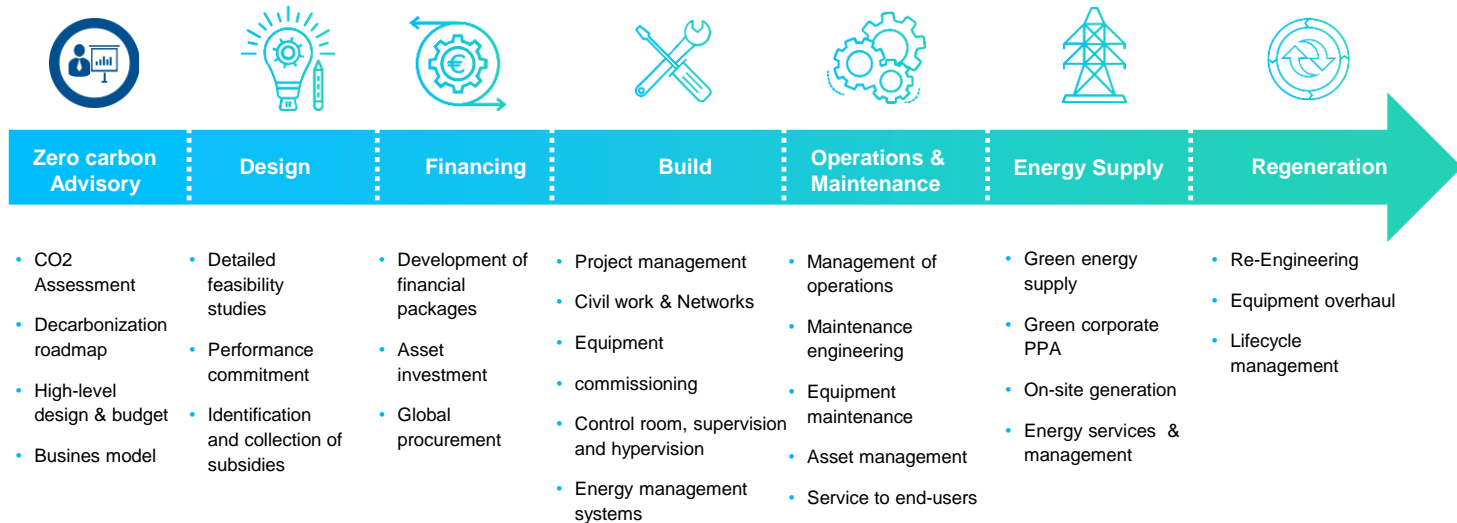 Zero carbon
Advisory
Design
Financing
€
Build
Operations &
Maintenance
Energy Supply
Regeneration
• CO2
Assessment
• Decarbonization
roadmap
• High-level
design & budget
• Busines model
• Detailed
feasibility
studies
• Performance
commitment
• Identification
and collection of
subsidies
• Development of
financial
packages
• Asset
investment
• Global
procurement
• Project management
• Civil work & Networks
• Equipment
• commissioning
• Control room, supervision
and hypervision
• Energy management
systems
• Management of
operations
• Maintenance
engineering
• Equipment
maintenance
• Asset management
• Service to end-users
• Green energy
supply
• Green corporate
PPA
• On-site generation
• Energy services &
management
• Re-Engineering
• Equipment overhaul
• Lifecycle
management